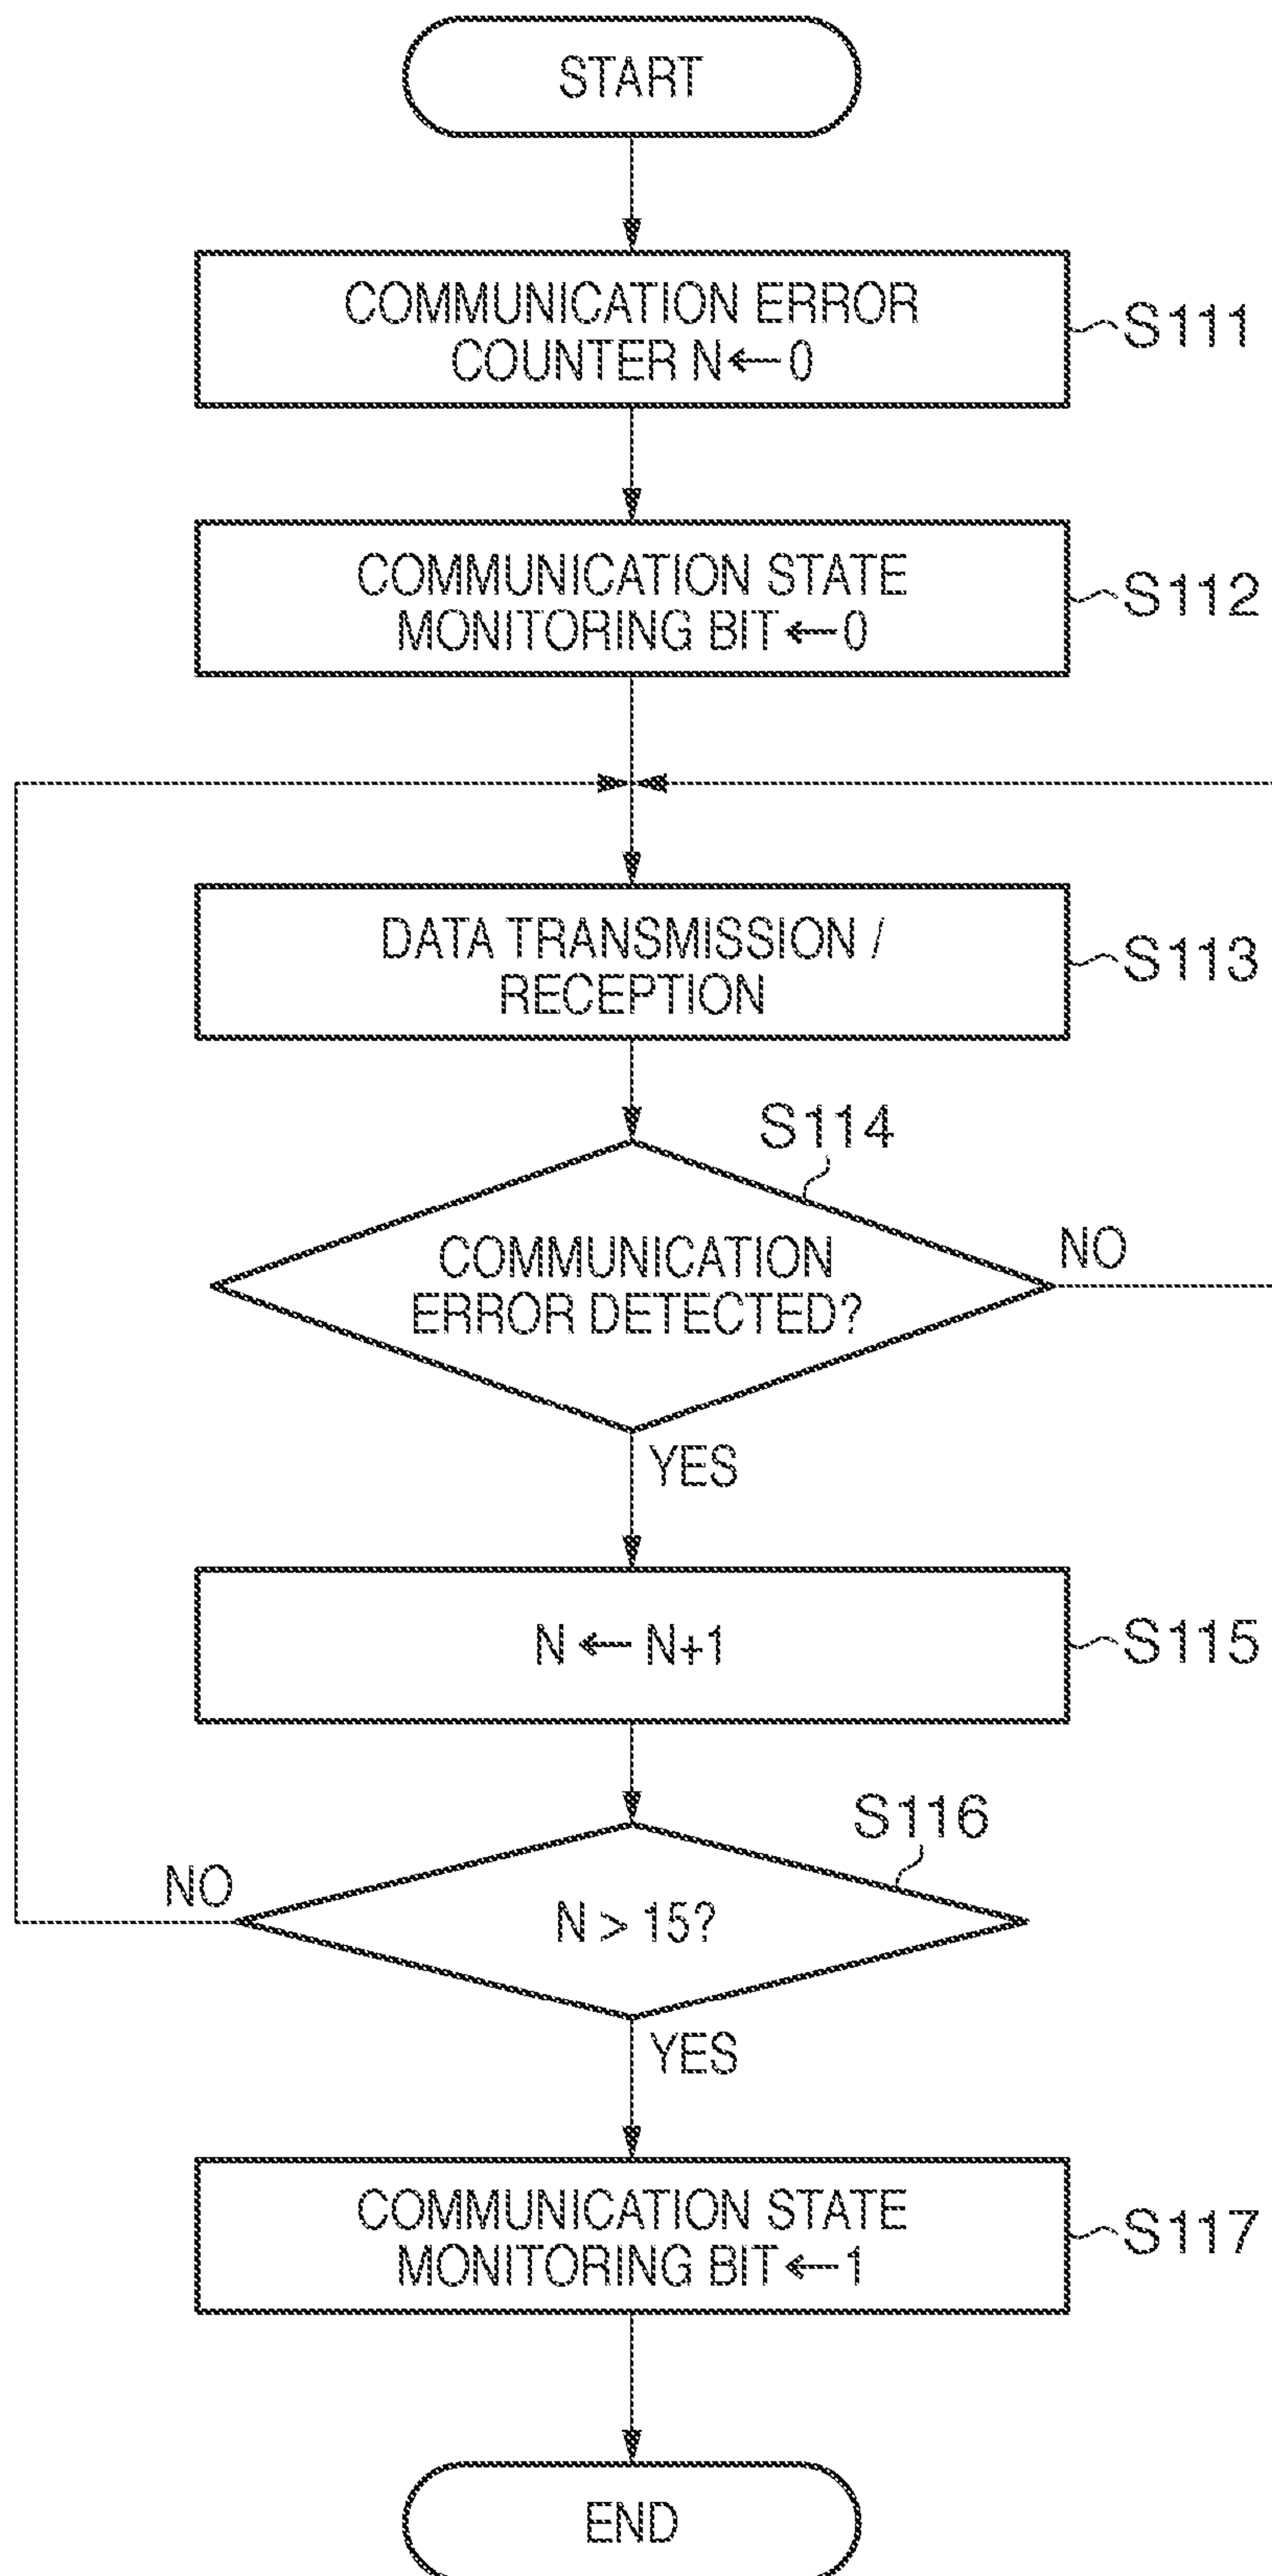 START
COMMUNICATION ERROR
COUNTER N←0
S111
COMMUNICATION STATE
MONITORING BIT←0
S112
DATA TRANSMISSION /
RECEPTION
S113
S114
COMMUNICATION
ERROR DETECTED?
NO
YES
N ← N+1
S115
S116
NO
N > 15?
YES
COMMUNICATION STATE
MONITORING BIT←1
S117
END